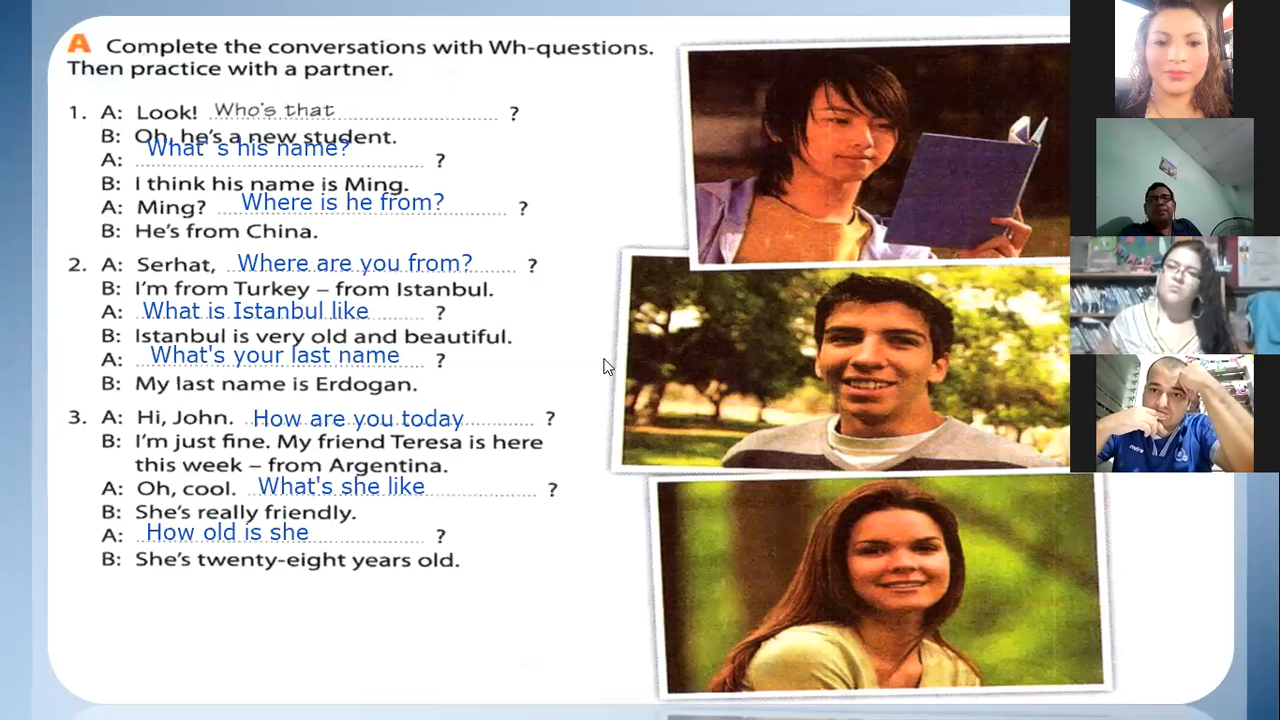 A Complete the conversations with Wh-questions.
Then practice with a partner.
1. A: Look! Who's that ?
B: Oh, he's a new student.
A: What' s his name? ?
B: I think his name is Ming.
A: Ming? Where is he from? ?
B: He's from China.
2. A: Serhat, Where are you from? ?
B: I'm from Turkey – from Istanbul.
A: What is Istanbul like ?
B: Istanbul is very old and beautiful.
A: What's your last name ?
B: My last name is Erdogan.
3. A: Hi, John. How are you today ?
B: I'm just fine. My friend Teresa is here
this week – from Argentina.
A: Oh, cool. What's she like ?
B: She's really friendly.
A: How old is she ?
B: She's twenty-eight years old.